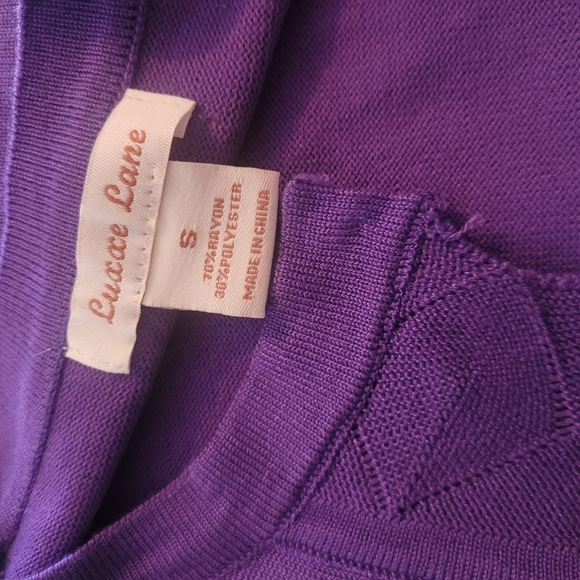 Luxxe Lane
S
70%RAYON
30%POLYESTER
MADE IN CHINA